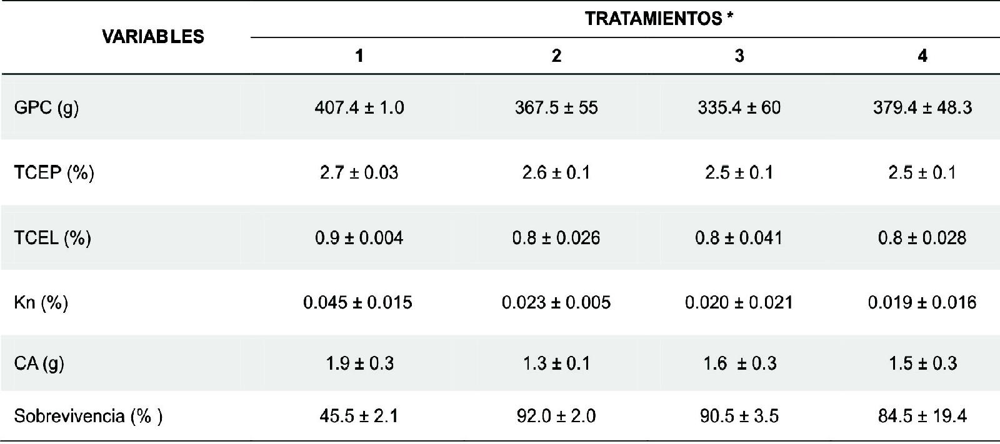 TRATAMIENTOS *
VARIABLES
1 2 3 4
GPC (g) 407.4 ± 1.0 367.5 ± 55 335.4 ± 60 379.4 ± 48.3
TCEP (%) 2.7 ± 0.03 2.6 ± 0.1 2.5 ± 0.1 2.5 ± 0.1
TCEL (%) 0.9 ± 0.004 0.8 ± 0.026 0.8 ± 0.041 0.8 ± 0.028
Kn (%) 0.045 ± 0.015 0.023 ± 0.005 0.020 ± 0.021 0.019 ± 0.016
CA (g) 1.9 ± 0.3 1.3 ± 0.1 1.6 ± 0.3 1.5 ± 0.3
Sobrevivencia (% ) 45.5 ± 2.1 92.0 ± 2.0 90.5 ± 3.5 84.5 ± 19.4